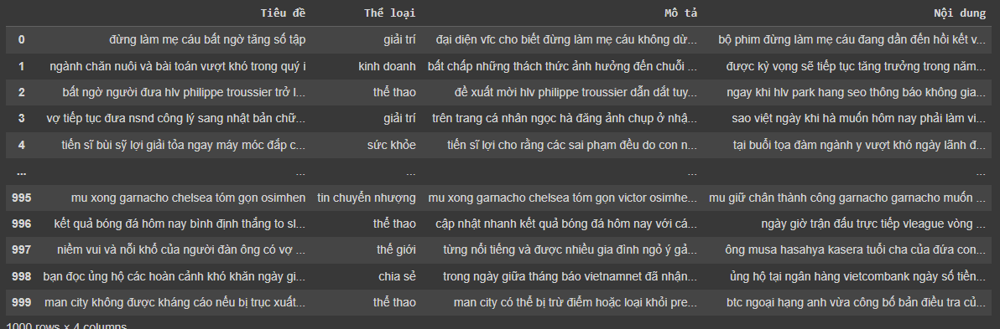 Tiêu đề Thể loại Mô tả Nội dung
0 đừng làm mẹ cáu bất ngờ tăng số tập giải trí đại diện vfc cho biết đừng làm mẹ cáu không dừ... bộ phim đừng làm mẹ cáu đang dần đến hồi kết v...
1 ngành chăn nuôi và bài toán vượt khó trong quý i kinh doanh bất chấp những thách thức ảnh hưởng đến chuỗi ... được kỳ vọng sẽ tiếp tục tăng trưởng trong năm...
2 bất ngờ người đưa hlv philippe troussier trở l... thể thao đề xuất mời hlv philippe troussier dẫn dắt tuy... ngay khi hlv park hang seo thông báo không gia...
3 vợ tiếp tục đưa nsnd công lý sang nhật bản chữ... giải trí trên trang cá nhân ngọc hà đăng ảnh chụp ở nhậ... sao việt ngày khi hà muốn hôm nay phải làm vi...
4 tiến sĩ bùi sỹ lợi giải tỏa ngay máy móc đắp c... sức khỏe tiến sĩ lợi cho rằng các sai phạm đều do con n... tại buổi tọa đàm ngành y vượt khó ngày lãnh đ...
... ... ... ... ...
995 mu xong garnacho chelsea tóm gọn osimhen tin chuyển nhượng mu xong garnacho chelsea tóm gọn victor osimhe... mu giữ chân thành công garnacho garnacho muốn ...
996 kết quả bóng đá hôm nay bình định thắng to sl... thể thao cập nhật nhanh kết quả bóng đá hôm nay với cá... ngày giờ trận đấu trực tiếp vleague vòng ...
997 niềm vui và nỗi khổ của người đàn ông có vợ ... thế giới từng nổi tiếng và được nhiều gia đình ngỏ ý gả... ông musa hasahya kasera tuổi cha của đứa con...
998 bạn đọc ủng hộ các hoàn cảnh khó khăn ngày gi... chia sẻ trong ngày giữa tháng báo vietnamnet đã nhận... ủng hộ tại ngân hàng vietcombank ngày số tiền...
999 man city không được kháng cáo nếu bị trục xuất... thể thao man city có thể bị trừ điểm hoặc loại khỏi pre... btc ngoại hạng anh vừa công bố bản điều tra củ...
1000 rows × 4 columns